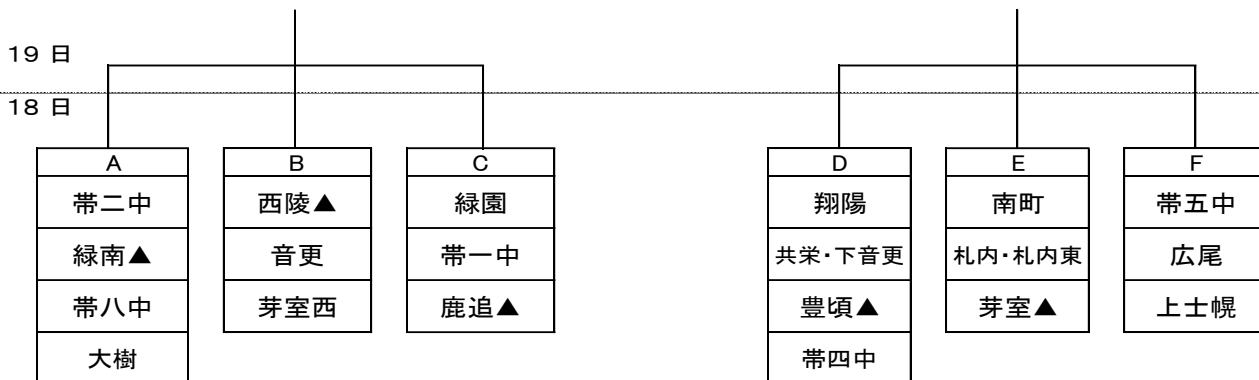 19 日
18 日
A B C D E F
帯二中 西陵▲ 緑園 翔陽 南町 帯五中
緑南▲ 音更 帯一中 共栄・下音更 札内・札内東 広尾
帯八中 芽室西 鹿追▲ 豊頃▲ 芽室▲ 上士幌
大樹 帯四中